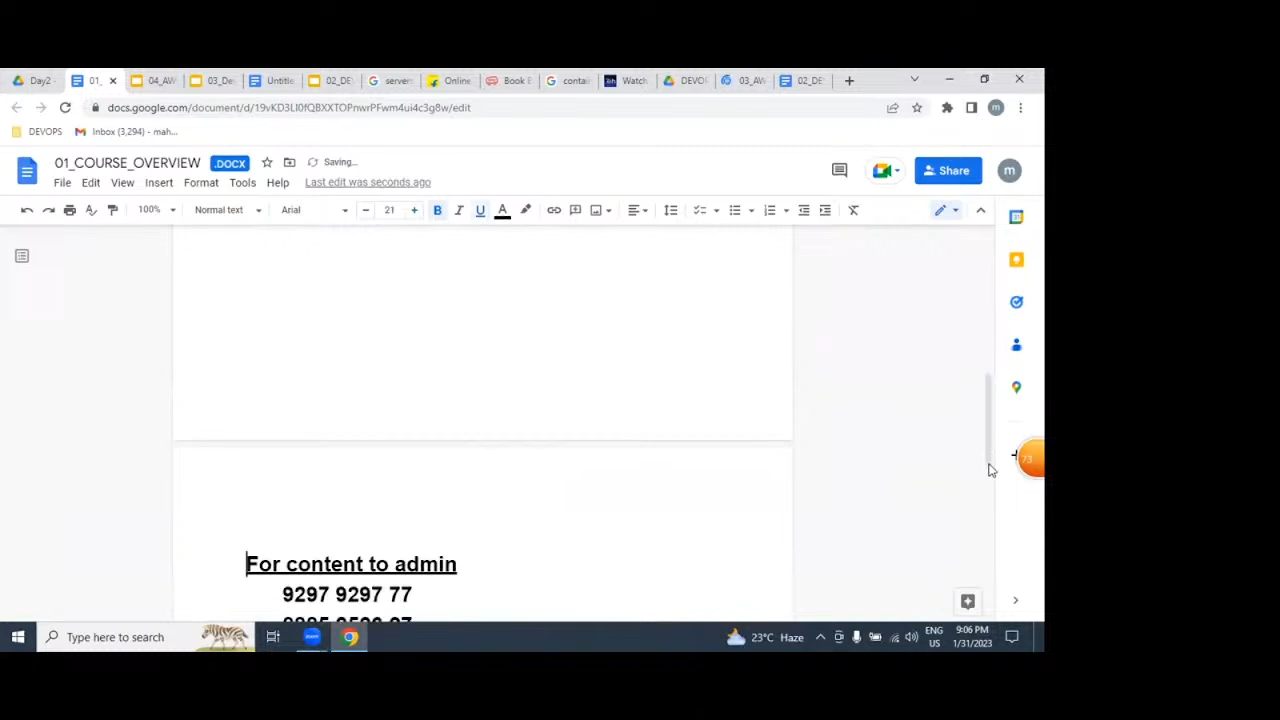 Day2
01_
04_AW
03_De
Untitle
02_DE
server
Online
Book
contai
Watch
DEVO
03_AW
02_DE
docs.google.com/document/d/19vKD3Ll0fQBXXTOPnwrPFwm4ui4c3g8w/edit
DEVOPS Inbox (3,294) - mah...
01_COURSE_OVERVIEW .DOCX Saving...
File Edit View Insert Format Tools Help Last edit was seconds ago
Share
m
100% Normal text Arial 21 B I U A
73
For content to admin
9297 9297 77
Type here to search
23°C Haze
ENG
US
9:06 PM
1/31/2023